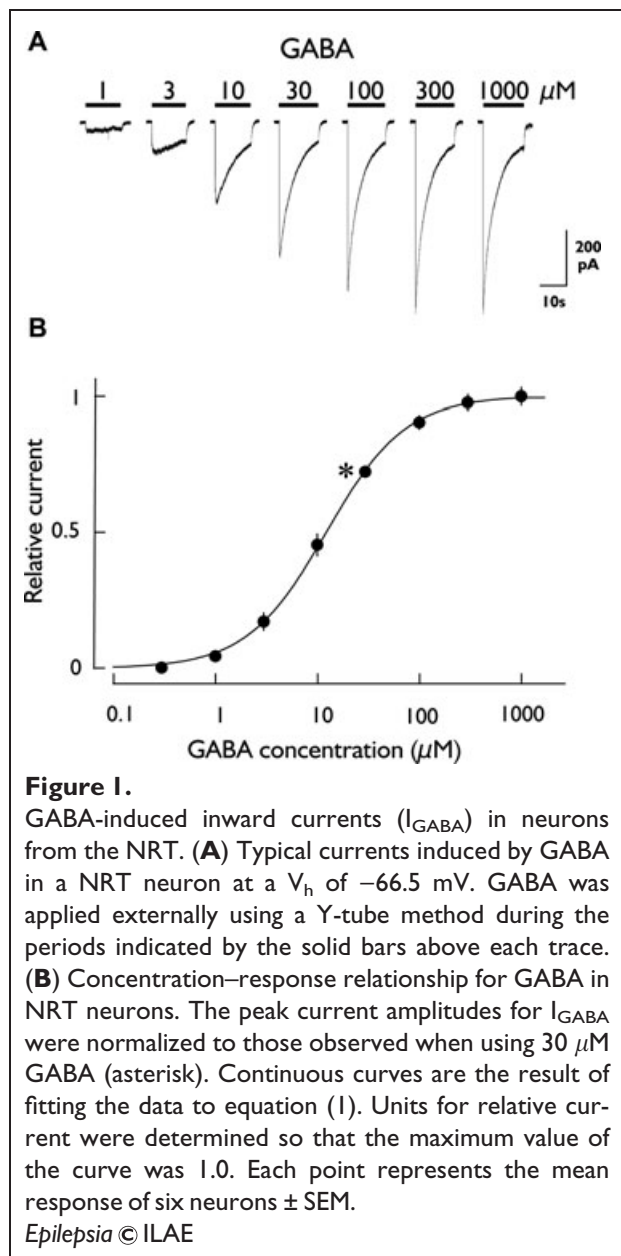 A
GABA
1 3 10 30 100 300 1000 μM
200
pA
10s
B
1
0.5
0
Relative current
*
0.1 1 10 100 1000
GABA concentration (μM)
Figure 1.
GABA-induced inward currents (I_GABA) in neurons
from the NRT. (A) Typical currents induced by GABA
in a NRT neuron at a V_h of −66.5 mV. GABA was
applied externally using a Y-tube method during the
periods indicated by the solid bars above each trace.
(B) Concentration–response relationship for GABA in
NRT neurons. The peak current amplitudes for I_GABA
were normalized to those observed when using 30 μM
GABA (asterisk). Continuous curves are the result of
fitting the data to equation (1). Units for relative cur-
rent were determined so that the maximum value of
the curve was 1.0. Each point represents the mean
response of six neurons ± SEM.
Epilepsia © ILAE